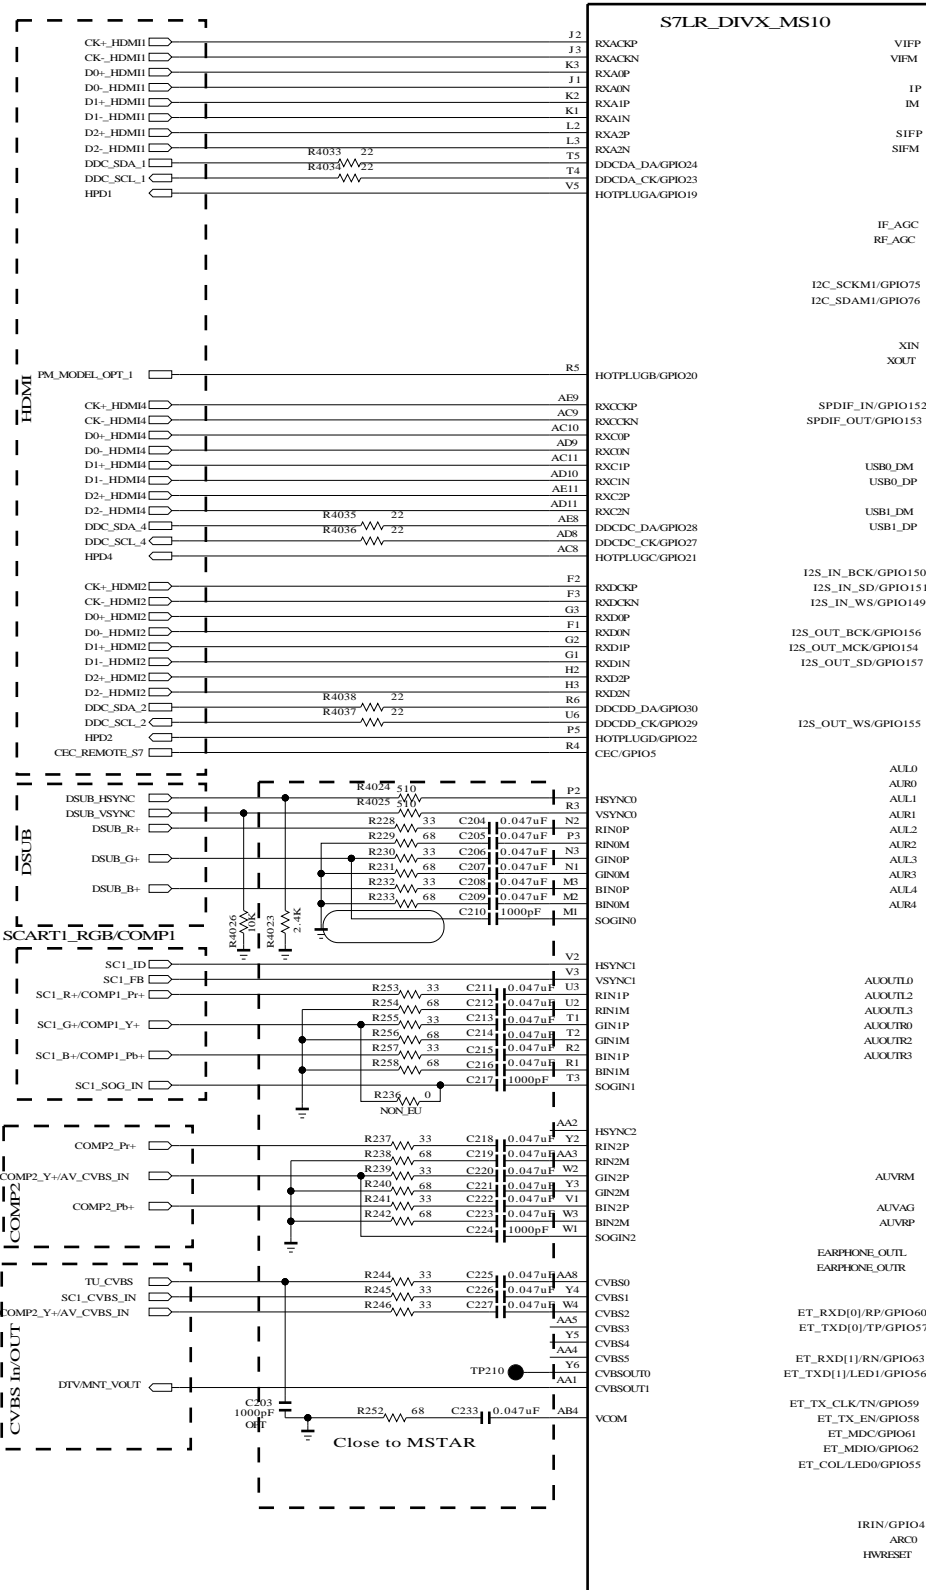 S7LR_DIVX_MS10
HDMI
CK+_HDMI1 J2 RXACKP VIFP
CK-_HDMI1 J3 RXACKN VIFM
D0+_HDMI1 K3 RXA0P
D0-_HDMI1 J1 RXA0N IP
D1+_HDMI1 K2 RXA1P IM
D1-_HDMI1 K1 RXA1N
D2+_HDMI1 L2 RXA2P SIFP
D2-_HDMI1 L3 RXA2N SIFM
DDC_SDA_1 R4033 22 T5 DDCDA_DA/GPIO24
DDC_SCL_1 R4034 22 T4 DDCDA_CK/GPIO23
HPD1 V5 HOTPLUGA/GPIO19
IF_AGC
RF_AGC
I2C_SCKM1/GPIO75
I2C_SDAM1/GPIO76
XIN
XOUT
PM_MODEL_OPT_1 R5 HOTPLUGB/GPIO20
CK+_HDMI4 AE9 RXCCKP SPDIF_IN/GPIO152
CK-_HDMI4 AC9 RXCCKN SPDIF_OUT/GPIO153
D0+_HDMI4 AC10 RXC0P
D0-_HDMI4 AD9 RXC0N
D1+_HDMI4 AC11 RXC1P USB0_DM
D1-_HDMI4 AD10 RXC1N USB0_DP
D2+_HDMI4 AE11 RXC2P
D2-_HDMI4 AD11 RXC2N USB1_DM
DDC_SDA_4 R4035 22 AE8 DDCDC_DA/GPIO28 USB1_DP
DDC_SCL_4 R4036 22 AD8 DDCDC_CK/GPIO27
HPD4 AC8 HOTPLUGC/GPIO21
I2S_IN_BCK/GPIO150
CK+_HDMI2 F2 RXDCKP I2S_IN_SD/GPIO151
CK-_HDMI2 F3 RXDCKN I2S_IN_WS/GPIO149
D0+_HDMI2 G3 RXD0P
D0-_HDMI2 F1 RXD0N I2S_OUT_BCK/GPIO156
D1+_HDMI2 G2 RXD1P I2S_OUT_MCK/GPIO154
D1-_HDMI2 G1 RXD1N I2S_OUT_SD/GPIO157
D2+_HDMI2 H2 RXD2P
D2-_HDMI2 H3 RXD2N
DDC_SDA_2 R4038 22 R6 DDCDD_DA/GPIO30
DDC_SCL_2 R4037 22 U6 DDCDD_CK/GPIO29 I2S_OUT_WS/GPIO155
HPD2 P5 HOTPLUGD/GPIO22
CEC_REMOTE_S7 R4 CEC/GPIO5
AUL0
AUR0
DSUB
DSUB_HSYNC R4024 510 P2 HSYNC0 AUL1
DSUB_VSYNC R4025 510 R3 VSYNC0 AUR1
DSUB_R+ R228 33 C204 0.047uF N2 RIN0P AUL2
R229 68 C205 0.047uF P3 RIN0M AUR2
DSUB_G+ R230 33 C206 0.047uF N3 GIN0P AUL3
R231 68 C207 0.047uF N1 GIN0M AUR3
DSUB_B+ R232 33 C208 0.047uF M3 BIN0P AUL4
R233 68 C209 0.047uF M2 BIN0M AUR4
C210 1000pF M1 SOGIN0
R4026 10K
R4023 2.4K
SCART1_RGB/COMP1
SC1_ID V2 HSYNC1
SC1_FB V3 VSYNC1 AUOUTL0
SC1_R+/COMP1_Pr+ R253 33 C211 0.047uF U3 RIN1P AUOUTL2
R254 68 C212 0.047uF U2 RIN1M AUOUTL3
SC1_G+/COMP1_Y+ R255 33 C213 0.047uF T1 GIN1P AUOUTR0
R256 68 C214 0.047uF T2 GIN1M AUOUTR2
SC1_B+/COMP1_Pb+ R257 33 C215 0.047uF R2 BIN1P AUOUTR3
R258 68 C216 0.047uF R1 BIN1M
SC1_SOG_IN C217 1000pF T3 SOGIN1
R236 0
NON_EU
AA2 HSYNC2
COMP2
COMP2_Pr+ R237 33 C218 0.047uF Y2 RIN2P
R238 68 C219 0.047uF AA3 RIN2M
COMP2_Y+/AV_CVBS_IN R239 33 C220 0.047uF W2 GIN2P AUVRM
R240 68 C221 0.047uF Y3 GIN2M
COMP2_Pb+ R241 33 C222 0.047uF V1 BIN2P AUVAG
R242 68 C223 0.047uF W3 BIN2M AUVRP
C224 1000pF W1 SOGIN2
EARPHONE_OUTL
EARPHONE_OUTR
CVBS In/OUT
TU_CVBS R244 33 C225 0.047uF AA8 CVBS0
SC1_CVBS_IN R245 33 C226 0.047uF Y4 CVBS1
COMP2_Y+/AV_CVBS_IN R246 33 C227 0.047uF W4 CVBS2 ET_RXD[0]/RP/GPIO60
AA5 CVBS3 ET_TXD[0]/TP/GPIO57
Y5 CVBS4
AA4 CVBS5 ET_RXD[1]/RN/GPIO63
TP210 Y6 CVBSOUT0 ET_TXD[1]/LED1/GPIO56
DTV/MNT_VOUT AA1 CVBSOUT1
ET_TX_CLK/TN/GPIO59
C203
1000pF
OPT
R252 68 C233 0.047uF AB4 VCOM ET_TX_EN/GPIO58
ET_MDC/GPIO61
Close to MSTAR
ET_MDIO/GPIO62
ET_COL/LED0/GPIO55
IRIN/GPIO4
ARC0
HWRESET